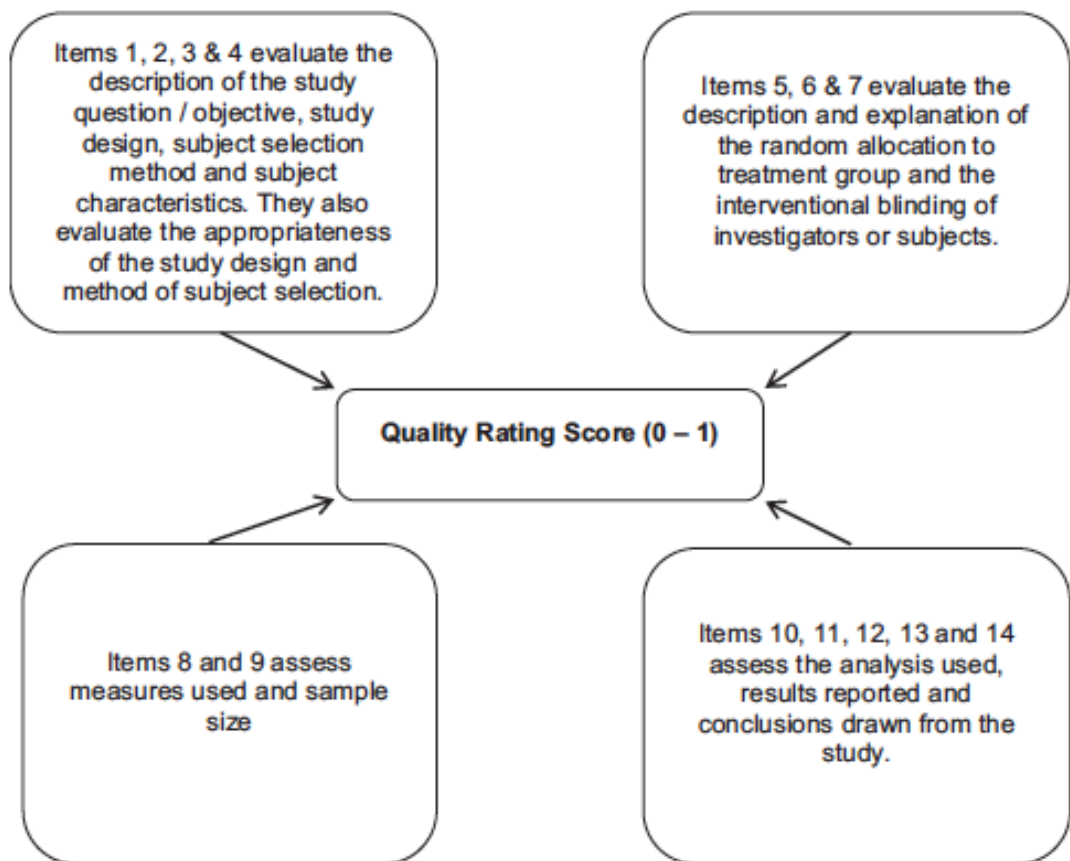 Items 1, 2, 3 & 4 evaluate the
description of the study
question / objective, study
design, subject selection
method and subject
characteristics. They also
evaluate the appropriateness
of the study design and
method of subject selection.
Items 5, 6 & 7 evaluate the
description and explanation of
the random allocation to
treatment group and the
interventional blinding of
investigators or subjects.
Quality Rating Score (0 – 1)
Items 8 and 9 assess
measures used and sample
size
Items 10, 11, 12, 13 and 14
assess the analysis used,
results reported and
conclusions drawn from the
study.